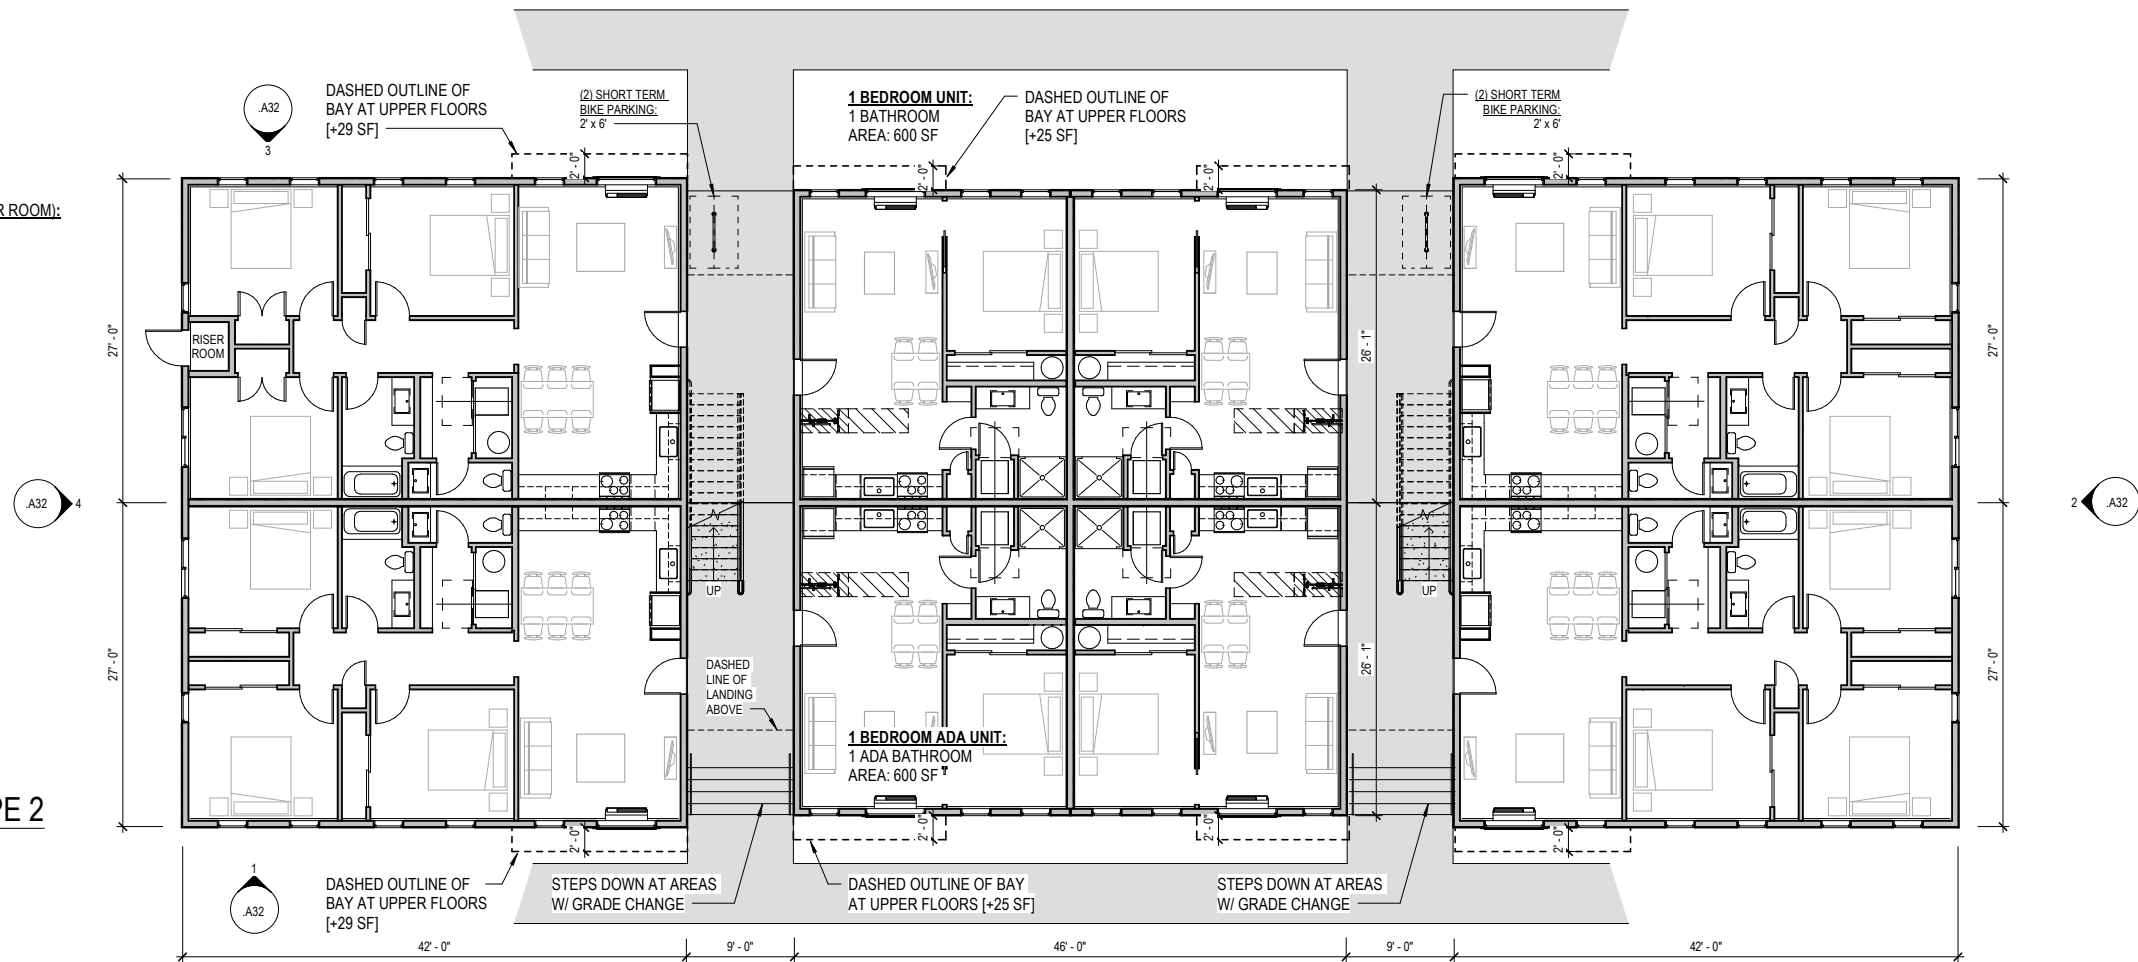 .A32
3
DASHED OUTLINE OF
BAY AT UPPER FLOORS
[+29 SF]
(2) SHORT TERM
BIKE PARKING:
2' x 6'
1 BEDROOM UNIT:
1 BATHROOM
AREA: 600 SF
DASHED OUTLINE OF
BAY AT UPPER FLOORS
[+25 SF]
(2) SHORT TERM
BIKE PARKING:
2' x 6'
2' - 0"
2' - 0"
2' - 0"
2' - 0"
R ROOM):
27' - 0"
RISER
ROOM
26' - 1"
27' - 0"
.A32
4
2
.A32
UP
UP
27' - 0"
DASHED
LINE OF
LANDING
ABOVE
26' - 1"
27' - 0"
1 BEDROOM ADA UNIT:
1 ADA BATHROOM
AREA: 600 SF
PE 2
2' - 0"
2' - 0"
2' - 0"
2' - 0"
1
.A32
DASHED OUTLINE OF
BAY AT UPPER FLOORS
[+29 SF]
STEPS DOWN AT AREAS
W/ GRADE CHANGE
DASHED OUTLINE OF BAY
AT UPPER FLOORS [+25 SF]
STEPS DOWN AT AREAS
W/ GRADE CHANGE
42' - 0"
9' - 0"
46' - 0"
9' - 0"
42' - 0"